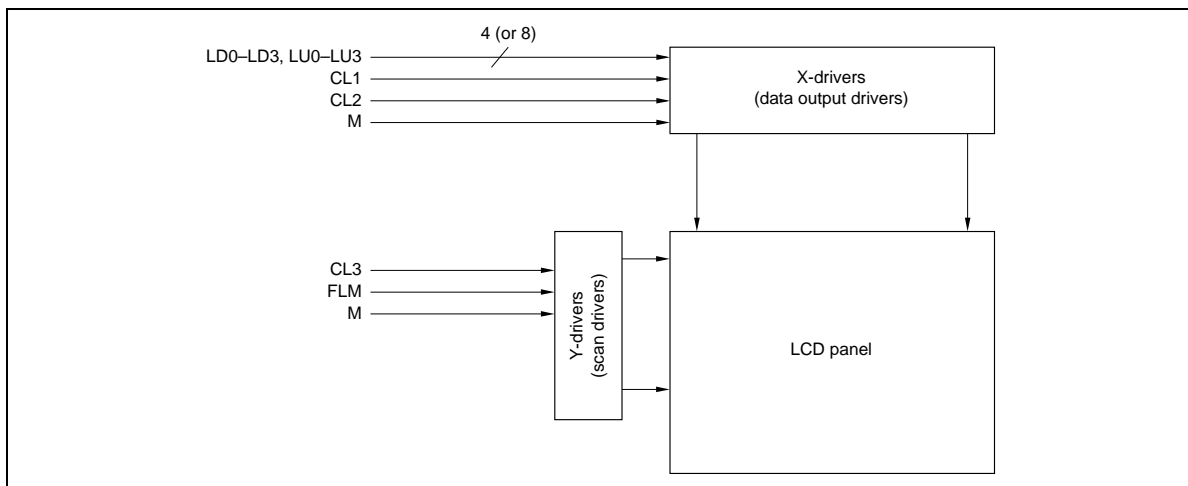 4 (or 8)
LD0–LD3, LU0–LU3
CL1
CL2
M
X-drivers
(data output drivers)
CL3
FLM
M
Y-drivers
(scan drivers)
LCD panel